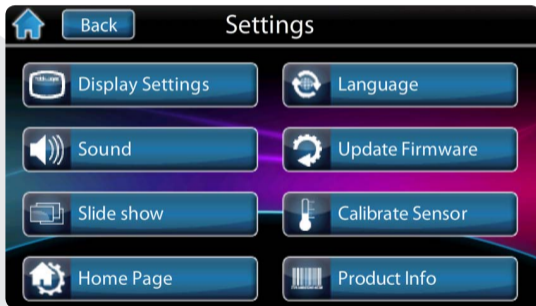 Back
Settings
Display Settings
Language
Sound
Update Firmware
Slide show
Calibrate Sensor
Home Page
Product Info